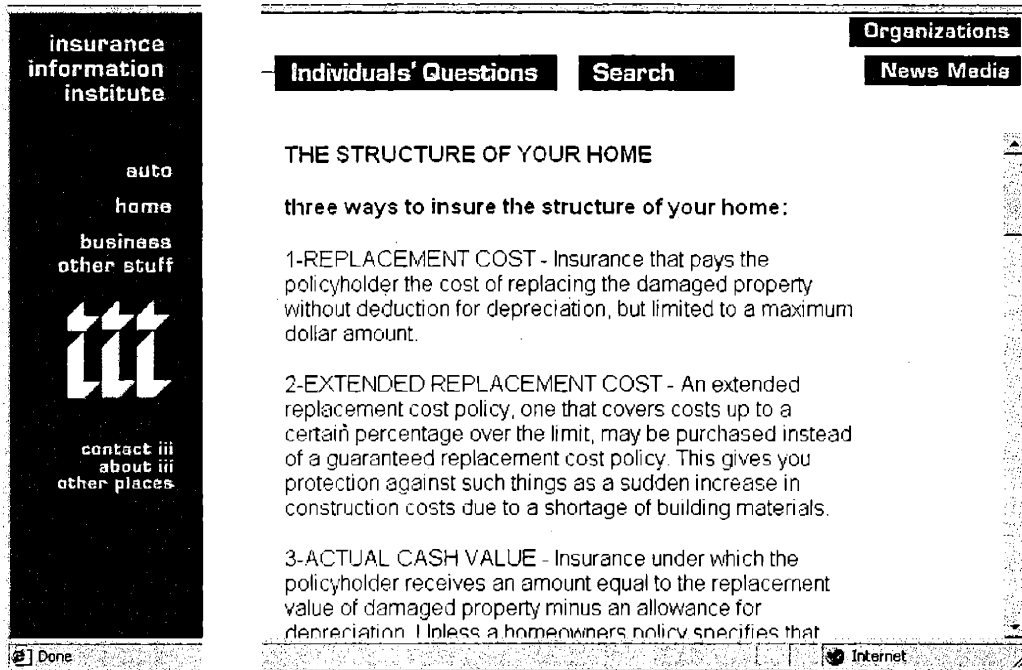 insurance
information
institute
auto
home
business
other stuff
iii
contact iii
about iii
other places
Organizations
Individuals' Questions
Search
News Media
THE STRUCTURE OF YOUR HOME
three ways to insure the structure of your home:
1-REPLACEMENT COST - Insurance that pays the
policyholder the cost of replacing the damaged property
without deduction for depreciation, but limited to a maximum
dollar amount.
2-EXTENDED REPLACEMENT COST - An extended
replacement cost policy, one that covers costs up to a
certain percentage over the limit, may be purchased instead
of a guaranteed replacement cost policy. This gives you
protection against such things as a sudden increase in
construction costs due to a shortage of building materials.
3-ACTUAL CASH VALUE - Insurance under which the
policyholder receives an amount equal to the replacement
value of damaged property minus an allowance for
depreciation. Unless a homeowners policy specifies that
Done
Internet